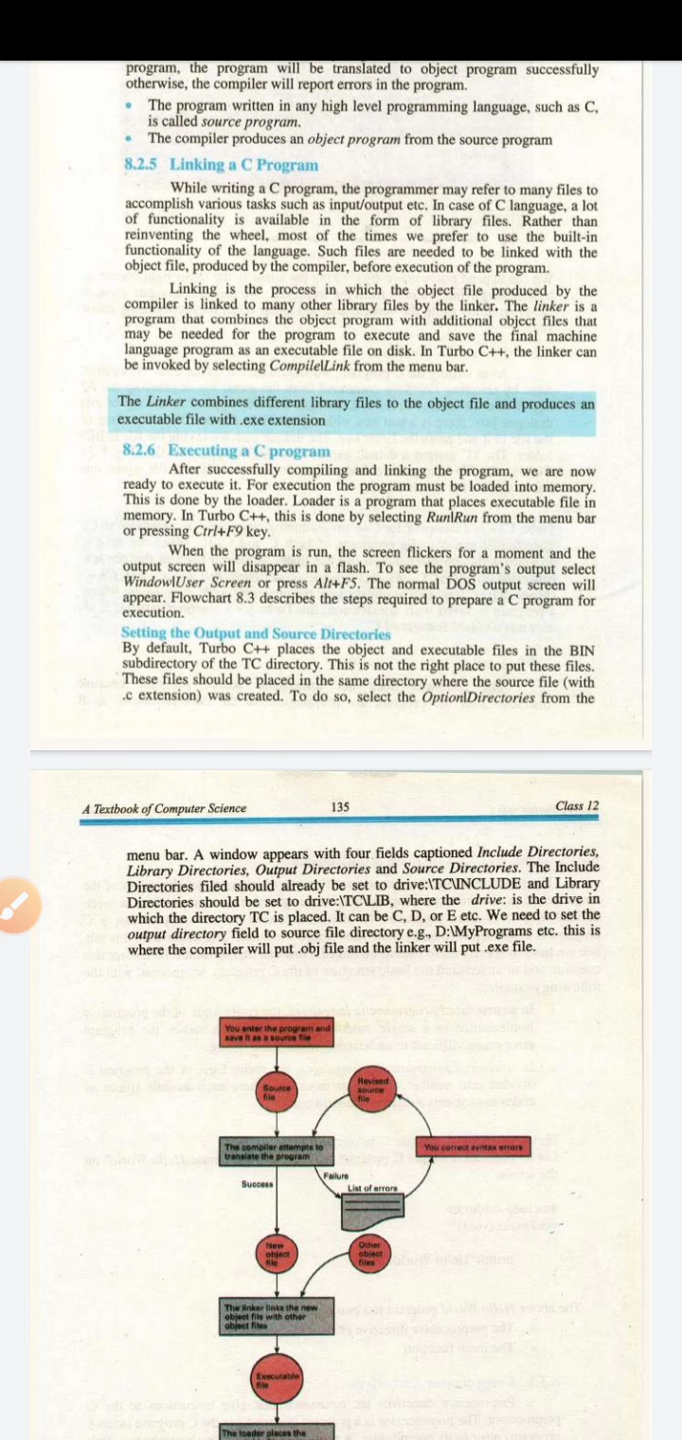 program, the program will be translated to object program successfully
otherwise, the compiler will report errors in the program.
• The program written in any high level programming language, such as C,
is called source program.
• The compiler produces an object program from the source program
8.2.5 Linking a C Program
While writing a C program, the programmer may refer to many files to
accomplish various tasks such as input/output etc. In case of C language, a lot
of functionality is available in the form of library files. Rather than
reinventing the wheel, most of the times we prefer to use the built-in
functionality of the language. Such files are needed to be linked with the
object file, produced by the compiler, before execution of the program.
Linking is the process in which the object file produced by the
compiler is linked to many other library files by the linker. The linker is a
program that combines the object program with additional object files that
may be needed for the program to execute and save the final machine
language program as an executable file on disk. In Turbo C++, the linker can
be invoked by selecting Compile\Link from the menu bar.
The Linker combines different library files to the object file and produces an
executable file with .exe extension
8.2.6 Executing a C program
After successfully compiling and linking the program, we are now
ready to execute it. For execution the program must be loaded into memory.
This is done by the loader. Loader is a program that places executable file in
memory. In Turbo C++, this is done by selecting Run\Run from the menu bar
or pressing Ctrl+F9 key.
When the program is run, the screen flickers for a moment and the
output screen will disappear in a flash. To see the program's output select
Window\User Screen or press Alt+F5. The normal DOS output screen will
appear. Flowchart 8.3 describes the steps required to prepare a C program for
execution.
Setting the Output and Source Directories
By default, Turbo C++ places the object and executable files in the BIN
subdirectory of the TC directory. This is not the right place to put these files.
These files should be placed in the same directory where the source file (with
.c extension) was created. To do so, select the Option\Directories from the
A Textbook of Computer Science 135 Class 12
menu bar. A window appears with four fields captioned Include Directories,
Library Directories, Output Directories and Source Directories. The Include
Directories filed should already be set to drive:\TC\INCLUDE and Library
Directories should be set to drive:\TC\LIB, where the drive: is the drive in
which the directory TC is placed. It can be C, D, or E etc. We need to set the
output directory field to source file directory e.g., D:\MyPrograms etc. this is
where the compiler will put .obj file and the linker will put .exe file.
You enter the program and
save it as a source file
Source
file
Revised
source
file
The compiler attempts to
translate the program
You correct syntax errors
Failure
Success
List of errors
New
object
file
Other
object
files
The linker links the new
object file with other
object files
Executable
file
The loader places the